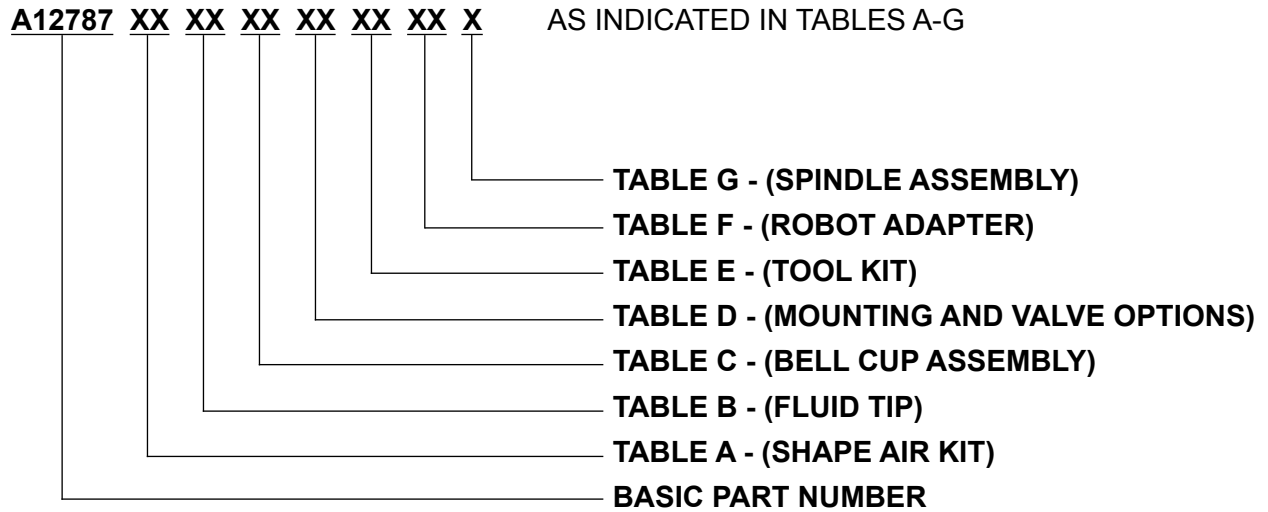 A12787 XX XX XX XX XX XX X AS INDICATED IN TABLES A-G
TABLE G - (SPINDLE ASSEMBLY)
TABLE F - (ROBOT ADAPTER)
TABLE E - (TOOL KIT)
TABLE D - (MOUNTING AND VALVE OPTIONS)
TABLE C - (BELL CUP ASSEMBLY)
TABLE B - (FLUID TIP)
TABLE A - (SHAPE AIR KIT)
BASIC PART NUMBER